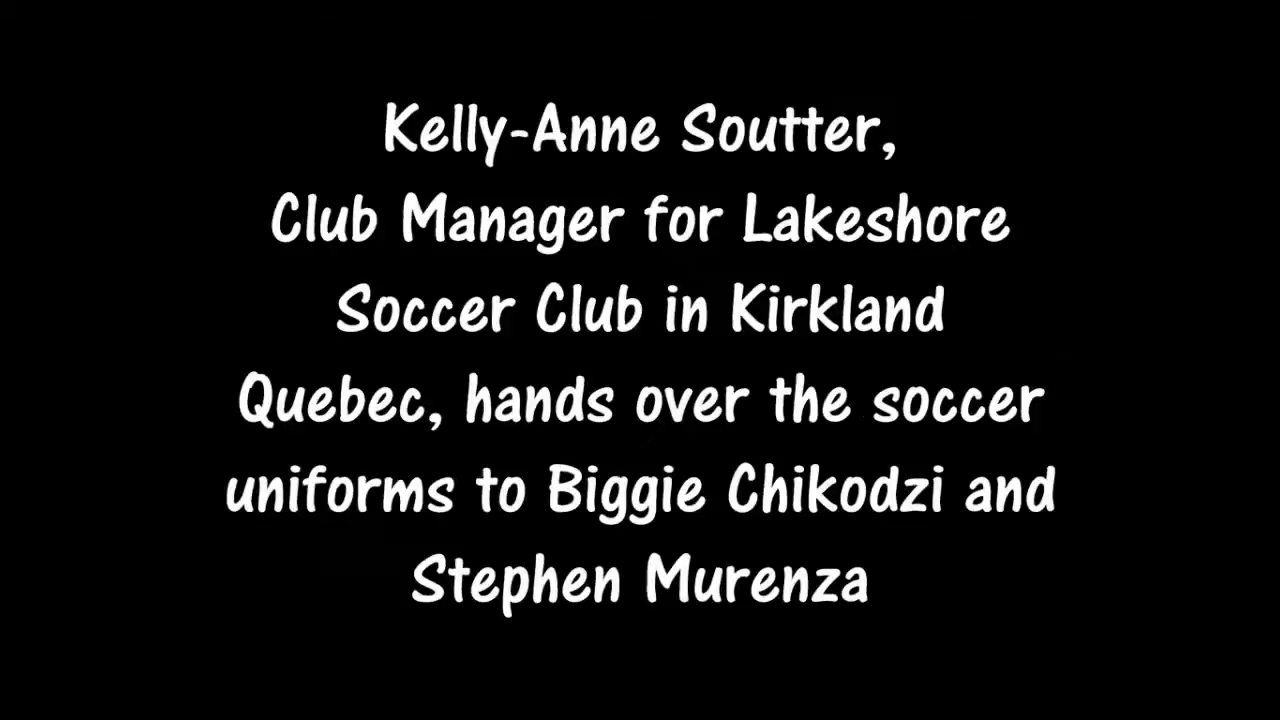 Kelly-Anne Soutter,
Club Manager for Lakeshore
Soccer Club in Kirkland
Quebec, hands over the soccer
uniforms to Biggie Chikodzi and
Stephen Murenza